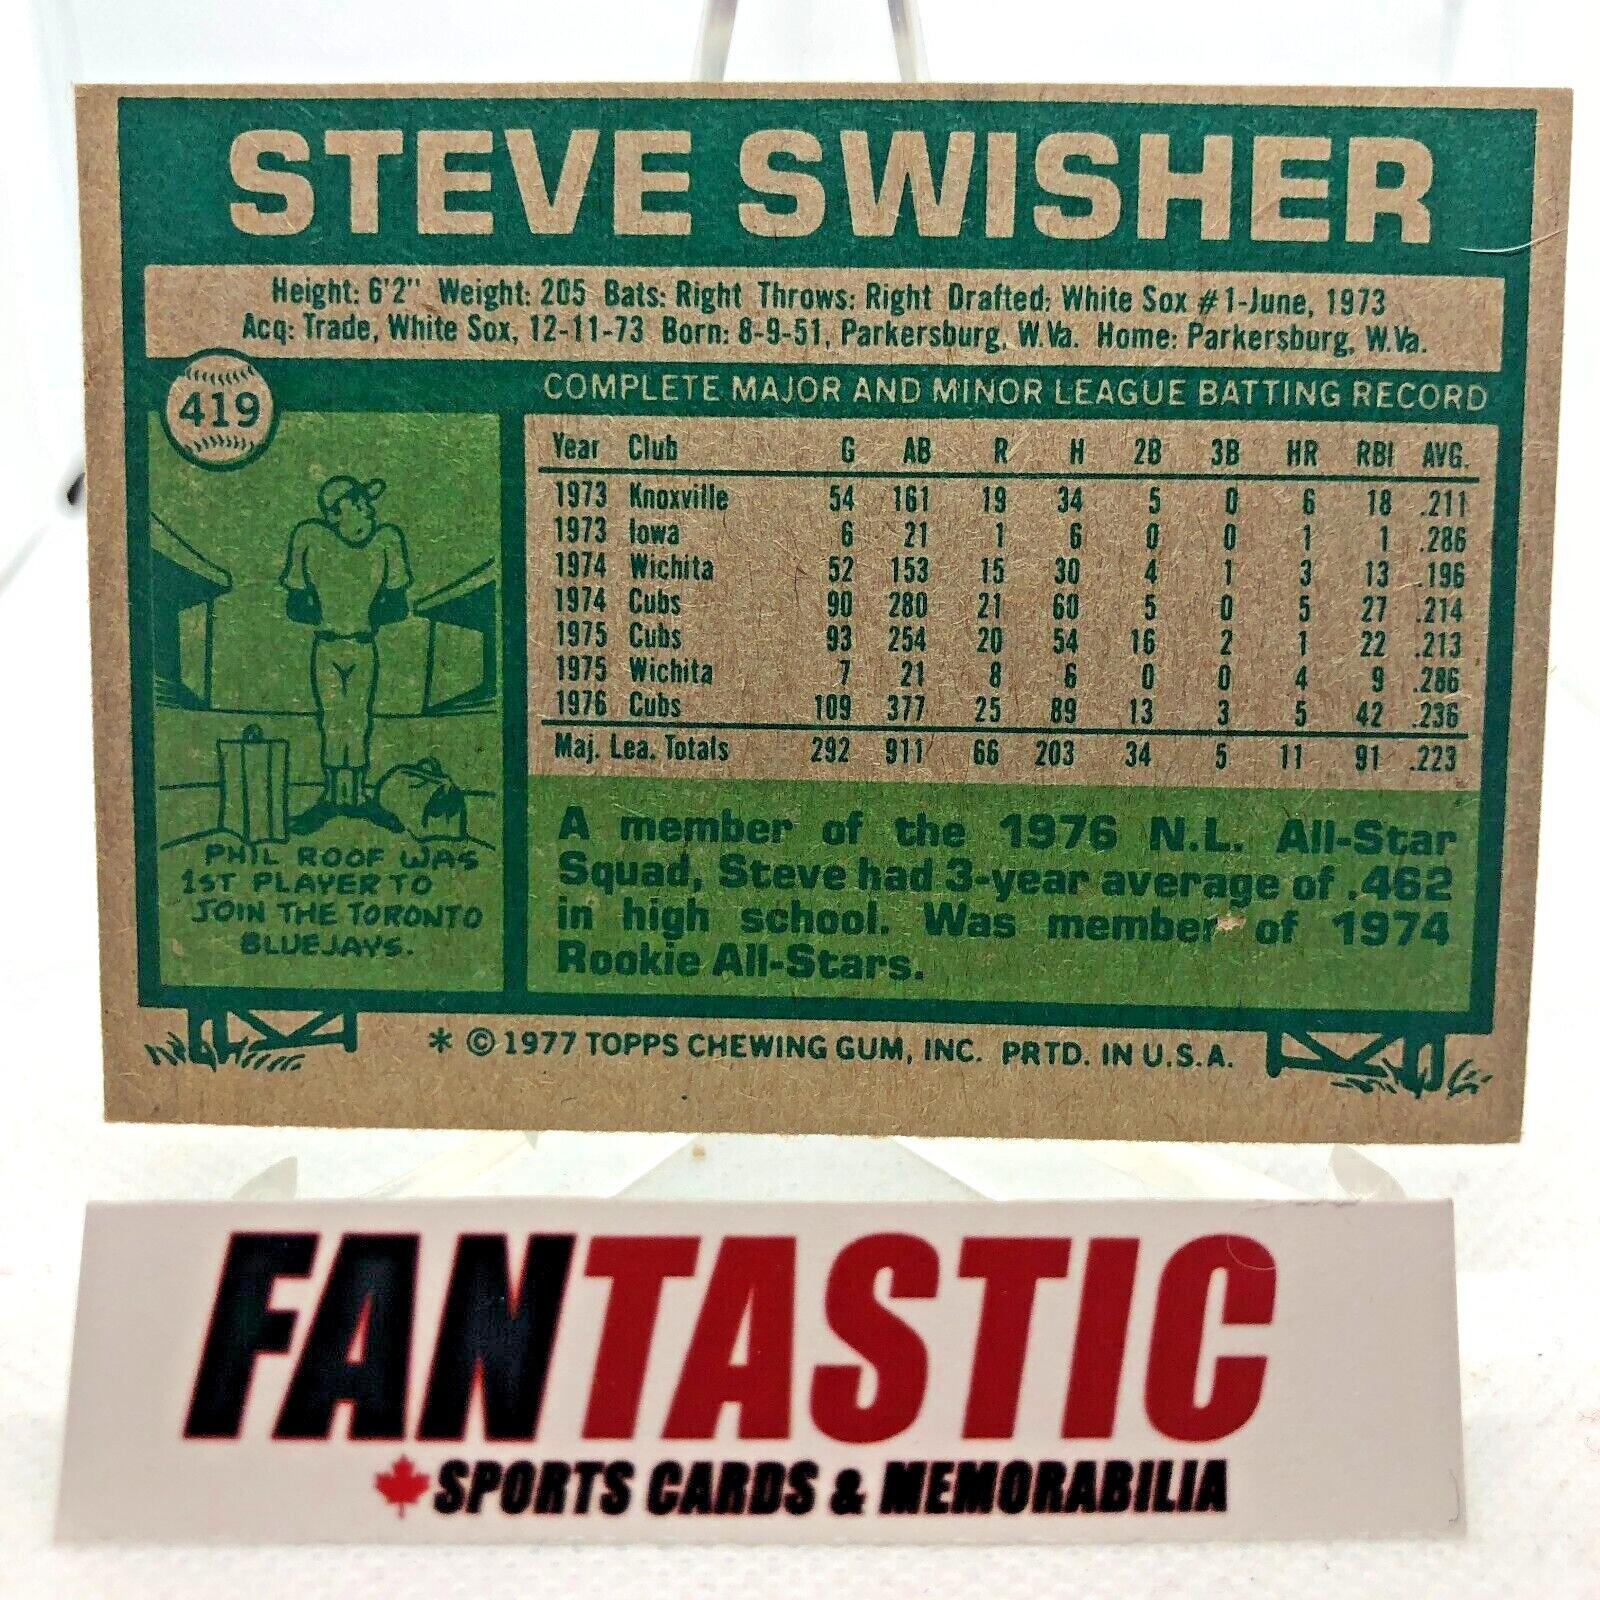 STEVE SWISHER
Height: 6'2" Weight: 205 Bats: Right Throws: Right Drafted: White Sox #1-June, 1973
Acq: Trade, White Sox, 12-11-73 Born: 8-9-51, Parkersburg, W.Va. Home: Parkersburg, W.Va.
419
COMPLETE MAJOR AND MINOR LEAGUE BATTING RECORD
Year Club G AB R H 2B 3B HR RBI AVG.
1973 Knoxville 54 161 19 34 5 0 6 18 .211
1973 Iowa 6 21 1 6 0 0 1 1 .286
1974 Wichita 52 153 15 30 4 1 3 13 .196
1974 Cubs 90 280 21 60 5 0 5 27 .214
1975 Cubs 93 254 20 54 16 2 1 22 .213
1975 Wichita 7 21 8 6 0 0 4 9 .286
1976 Cubs 109 377 25 89 13 3 5 42 .236
Maj. Lea. Totals 292 911 66 203 34 5 11 91 .223
PHIL ROOF WAS
1ST PLAYER TO
JOIN THE TORONTO
BLUEJAYS.
A member of the 1976 N.L. All-Star
Squad, Steve had 3-year average of .462
in high school. Was member of 1974
Rookie All-Stars.
* © 1977 TOPPS CHEWING GUM, INC. PRTD. IN U.S.A.
FANTASTIC
SPORTS CARDS & MEMORABILIA